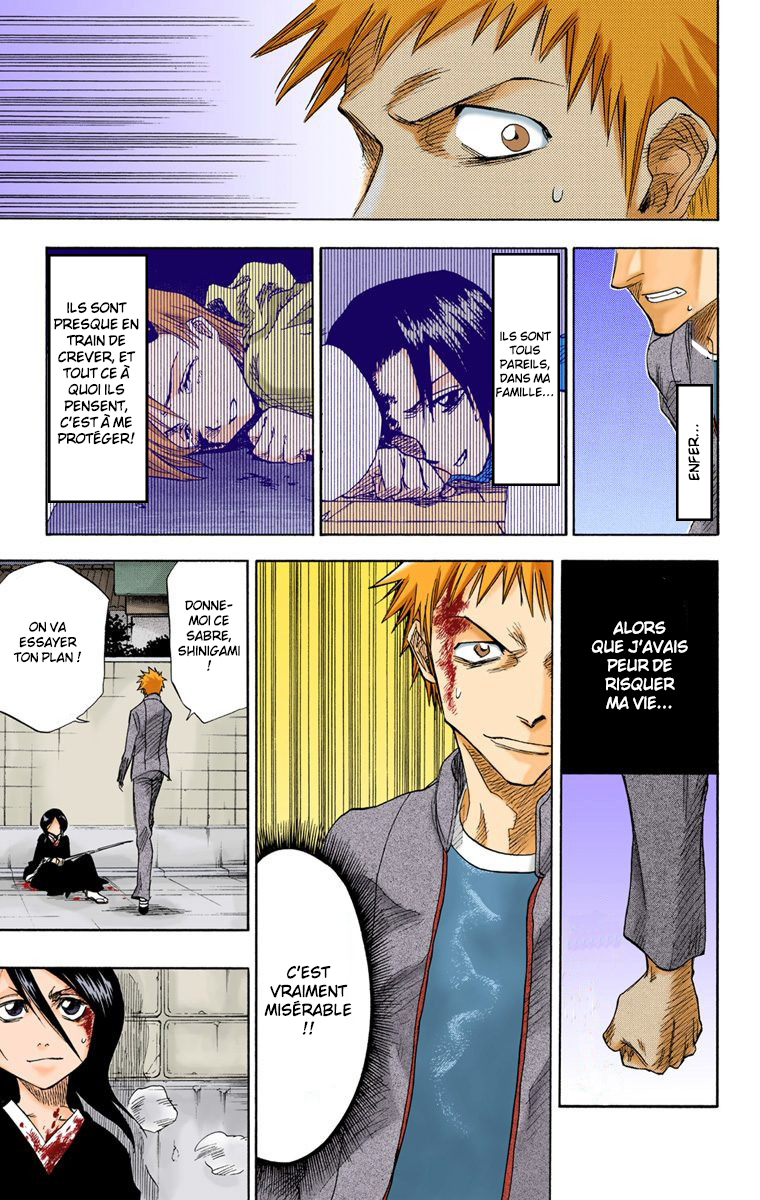 ENFER...
ILS SONT
TOUS
PAREILS,
DANS MA
FAMILLE...
ILS SONT
PRESQUE EN
TRAIN DE
CREVER, ET
TOUT CE À
QUOI ILS
PENSENT,
C'EST À ME
PROTÉGER!
ALORS
QUE J'AVAIS
PEUR DE
RISQUER
MA VIE...
C'EST
VRAIMENT
MISÉRABLE
!!
DONNE-
MOI CE
SABRE,
SHINIGAMI
!
ON VA
ESSAYER
TON PLAN !